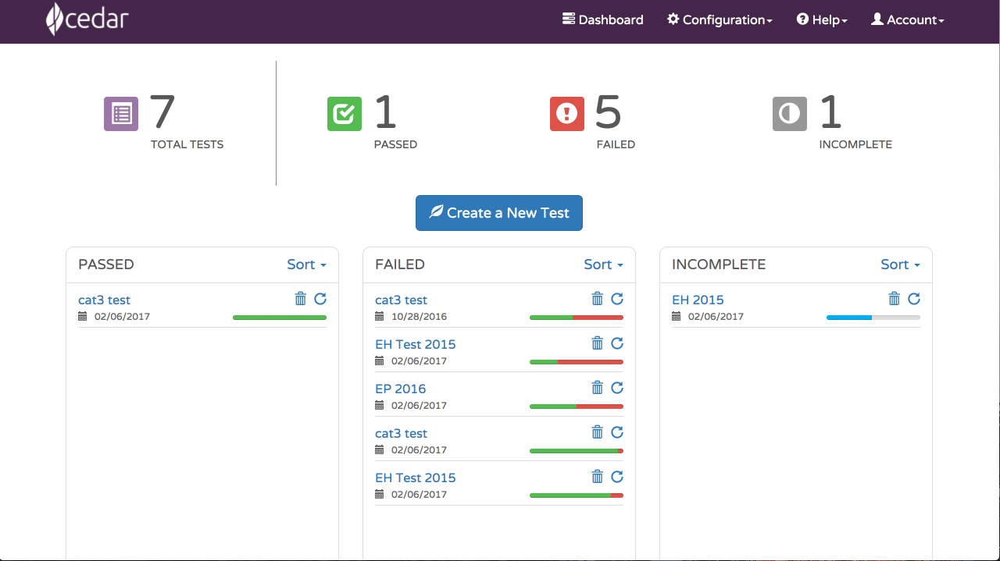 cedar
Dashboard Configuration Help Account
7
TOTAL TESTS
1
PASSED
5
FAILED
1
INCOMPLETE
Create a New Test
PASSED Sort
cat3 test
02/06/2017
FAILED Sort
cat3 test
10/28/2016
EH Test 2015
02/06/2017
EP 2016
02/06/2017
cat3 test
02/06/2017
EH Test 2015
02/06/2017
INCOMPLETE Sort
EH 2015
02/06/2017